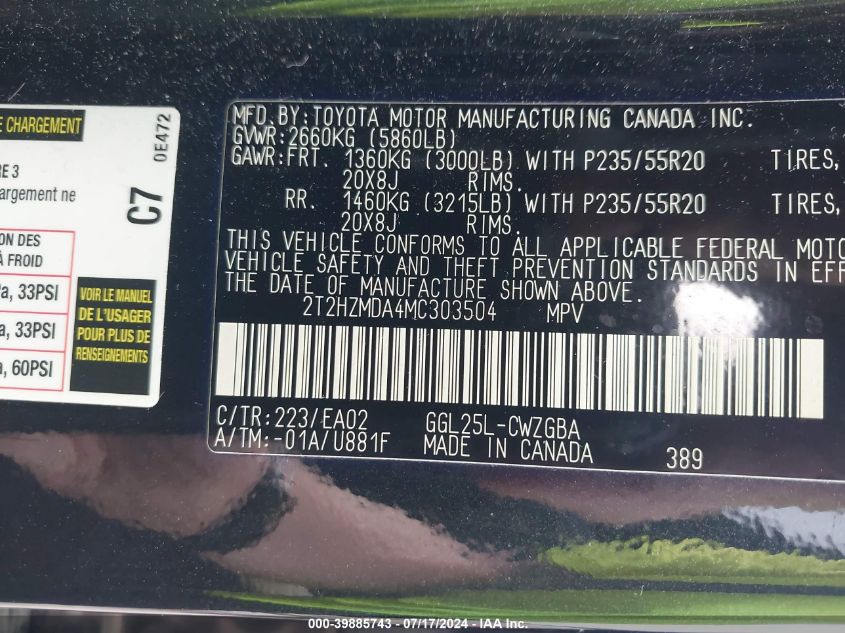 E CHARGEMENT
0E472
RE 3
argement ne
C7
ON DES
À FROID
a, 33PSI
a, 33PSI
a, 60PSI
VOIR LE MANUEL
DE L'USAGER
POUR PLUS DE
RENSEIGNEMENTS
MFD.BY:TOYOTA MOTOR MANUFACTURING CANADA INC.
GVWR:2660KG (5860LB)
GAWR:FRT. 1360KG (3000LB) WITH P235/55R20 TIRES,
20X8J RIMS.
RR. 1460KG (3215LB) WITH P235/55R20 TIRES,
20X8J RIMS.
THIS VEHICLE CONFORMS TO ALL APPLICABLE FEDERAL MOTO
VEHICLE SAFETY AND THEFT PREVENTION STANDARDS IN EFF
THE DATE OF MANUFACTURE SHOWN ABOVE.
2T2HZMDA4MC303504 MPV
C/TR:223/EA02 GGL25L-CWZGBA
A/TM:-01A/U881F MADE IN CANADA 389
000-39885743 - 07/17/2024 - IAA Inc.